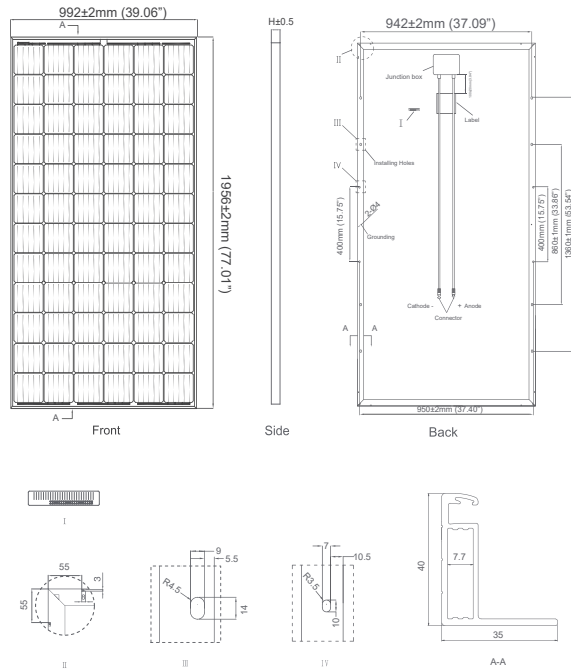 992±2mm (39.06")
A
1956±2mm (77.01")
A
Front
H±0.5
Side
942±2mm (37.09")
II
Junction box
Label
I
III
Installing Holes
IV
2-Ø4
Grounding
400mm (15.75")
400mm (15.75")
860±1mm (33.86")
1360±1mm (53.54")
Cathode - + Anode
Connector
A A
950±2mm (37.40")
Back
I
55
3
55
II
9
5.5
R4.5
14
III
7
10.5
R3.5
10
IV
40
7.7
35
A-A